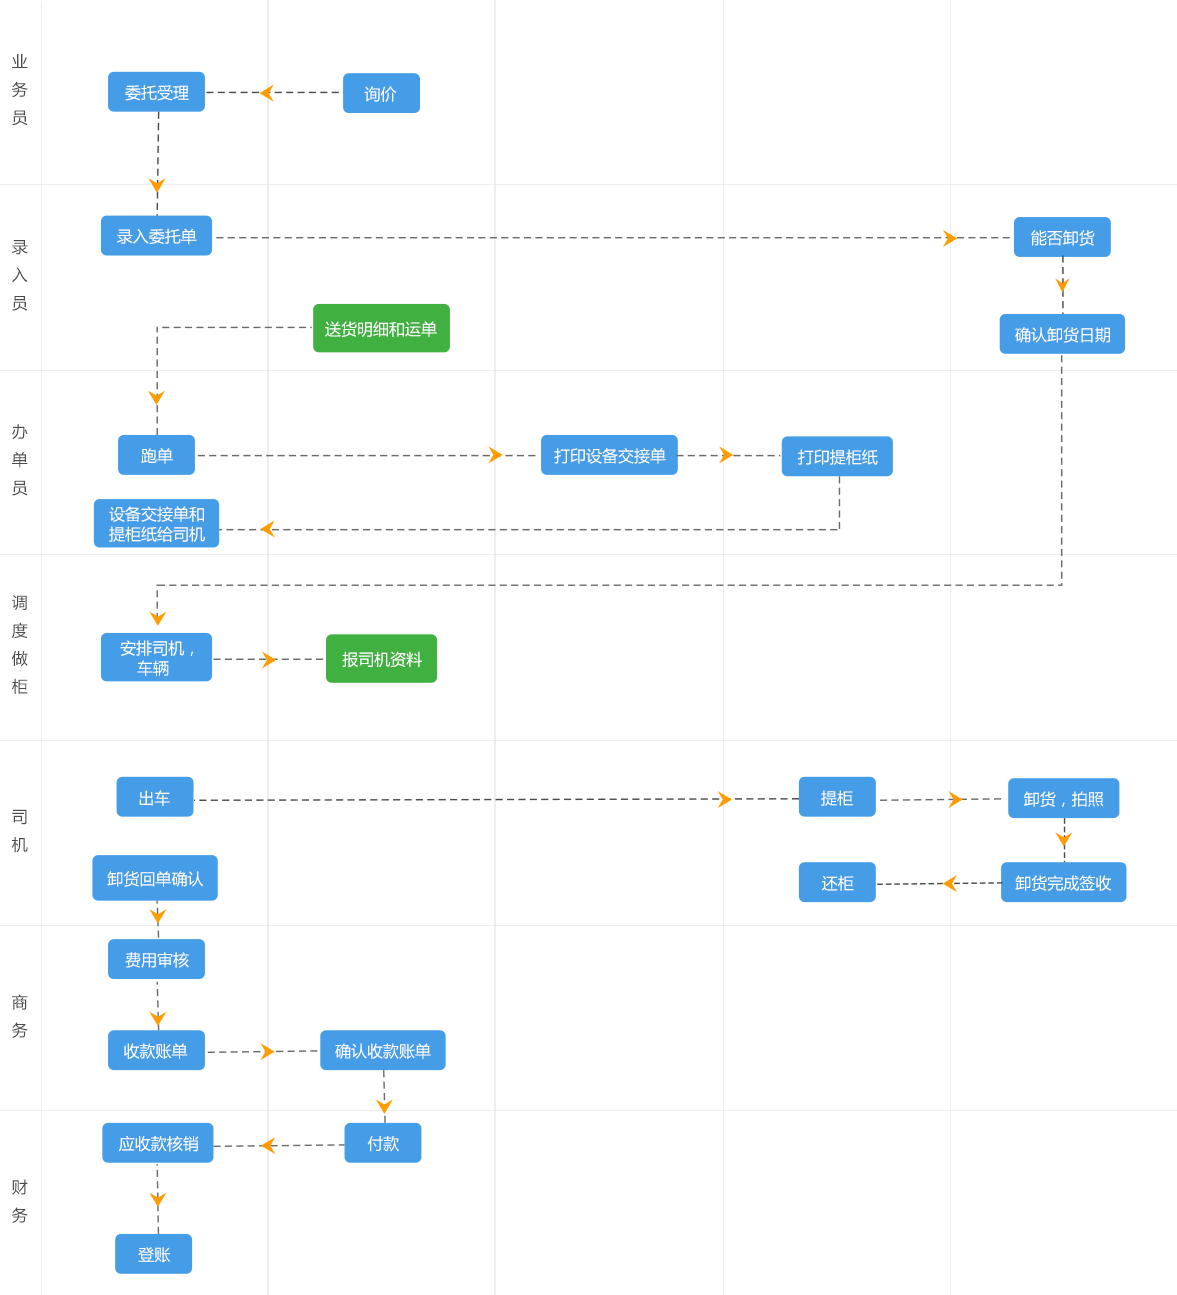 业务员
委托受理
询价
录入员
录入委托单
能否卸货
送货明细和运单
确认卸货日期
办单员
跑单
打印设备交接单
打印提柜纸
设备交接单和
提柜纸给司机
调度做柜
安排司机，
车辆
报司机资料
司机
出车
提柜
卸货，拍照
卸货回单确认
还柜
卸货完成签收
商务
费用审核
收款账单
确认收款账单
财务
应收款核销
付款
登账